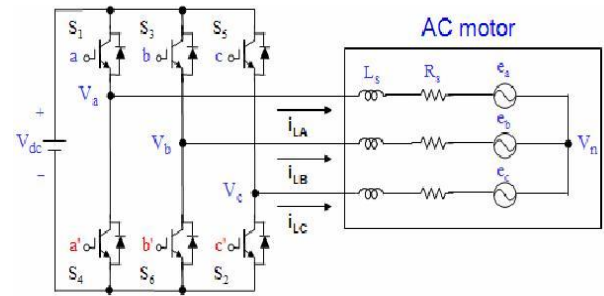 S1 S3 S5
AC motor
a b c
Ls Rs ea
Va
iLA
+
Vdc
−
Vb
eb
Vn
iLB
Vc
ec
iLC
a' b' c'
S4 S6 S2